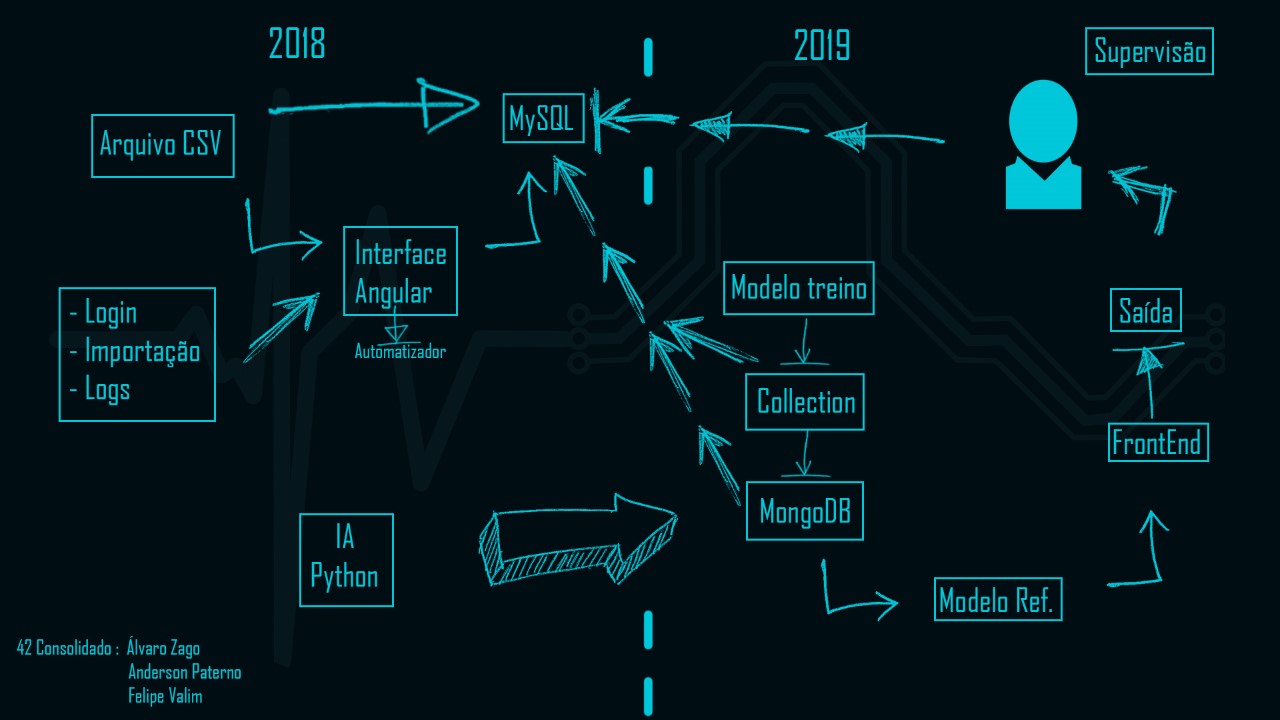 2018
2019
Supervisão
Arquivo CSV
MySQL
Interface
Angular
Automatizador
- Login
- Importação
- Logs
Modelo treino
Collection
MongoDB
Saída
FrontEnd
IA
Python
Modelo Ref.
42 Consolidado : Álvaro Zago
Anderson Paterno
Felipe Valim